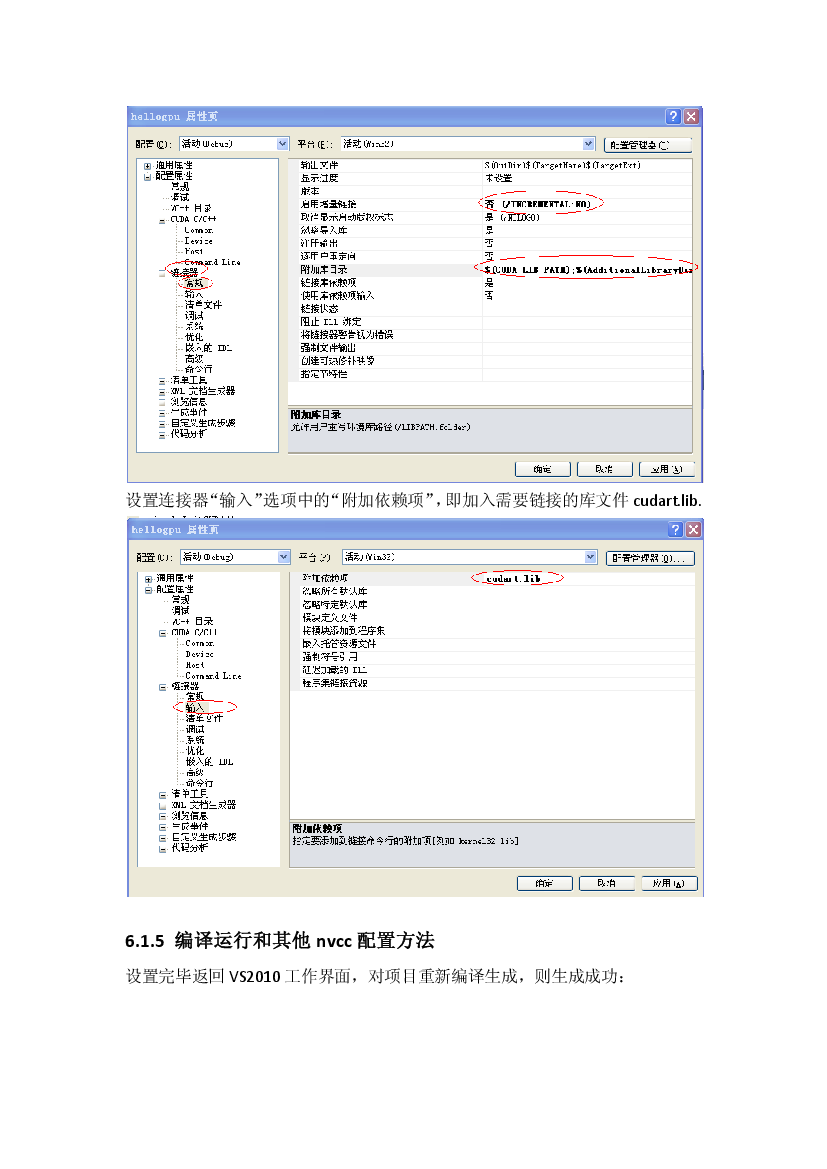 hellogpu 属性页
配置(C): 活动(Debug) 平台(P): 活动(Win32) 配置管理器(O)...
通用属性
配置属性
常规
调试
VC++ 目录
CUDA C/C++
Common
Device
Host
Command Line
链接器
常规
输入
清单文件
调试
系统
优化
嵌入的 IDL
高级
命令行
清单工具
XML 文档生成器
浏览信息
生成事件
自定义生成步骤
代码分析
输出文件 $(OutDir)$(TargetName)$(TargetExt)
显示进度 未设置
版本
启用增量链接 否 (/INCREMENTAL:NO)
取消显示启动版权标志 是 (/NOLOGO)
忽略导入库 是
注册输出 否
逐用户重定向 否
附加库目录 $(CUDA_LIB_PATH);%(AdditionalLibrary
链接库依赖项 是
使用库依赖项输入 否
链接状态
阻止 Dll 绑定
将链接器警告视为错误
强制文件输出
创建可热修补映像
指定节特性
附加库目录
允许用户重写环境库路径(/LIBPATH:folder)
确定 取消 应用(A)
设置连接器“输入”选项中的“附加依赖项”，即加入需要链接的库文件 cudart.lib.
hellogpu 属性页
配置(C): 活动(Debug) 平台(P) 活动(Win32) 配置管理器(O)...
通用属性
配置属性
常规
调试
VC++ 目录
CUDA C/C++
Common
Device
Host
Command Line
链接器
常规
输入
清单文件
调试
系统
优化
嵌入的 IDL
高级
命令行
清单工具
XML 文档生成器
浏览信息
生成事件
自定义生成步骤
代码分析
附加依赖项 cudart.lib
忽略所有默认库
忽略特定默认库
模块定义文件
将模块添加到程序集
嵌入托管资源文件
强制符号引用
延迟加载的 DLL
程序集链接资源
附加依赖项
指定要添加到链接命令行的附加项[例如 kernel32.lib]
确定 取消 应用(A)
6.1.5 编译运行和其他 nvcc 配置方法
设置完毕返回 VS2010 工作界面，对项目重新编译生成，则生成成功：